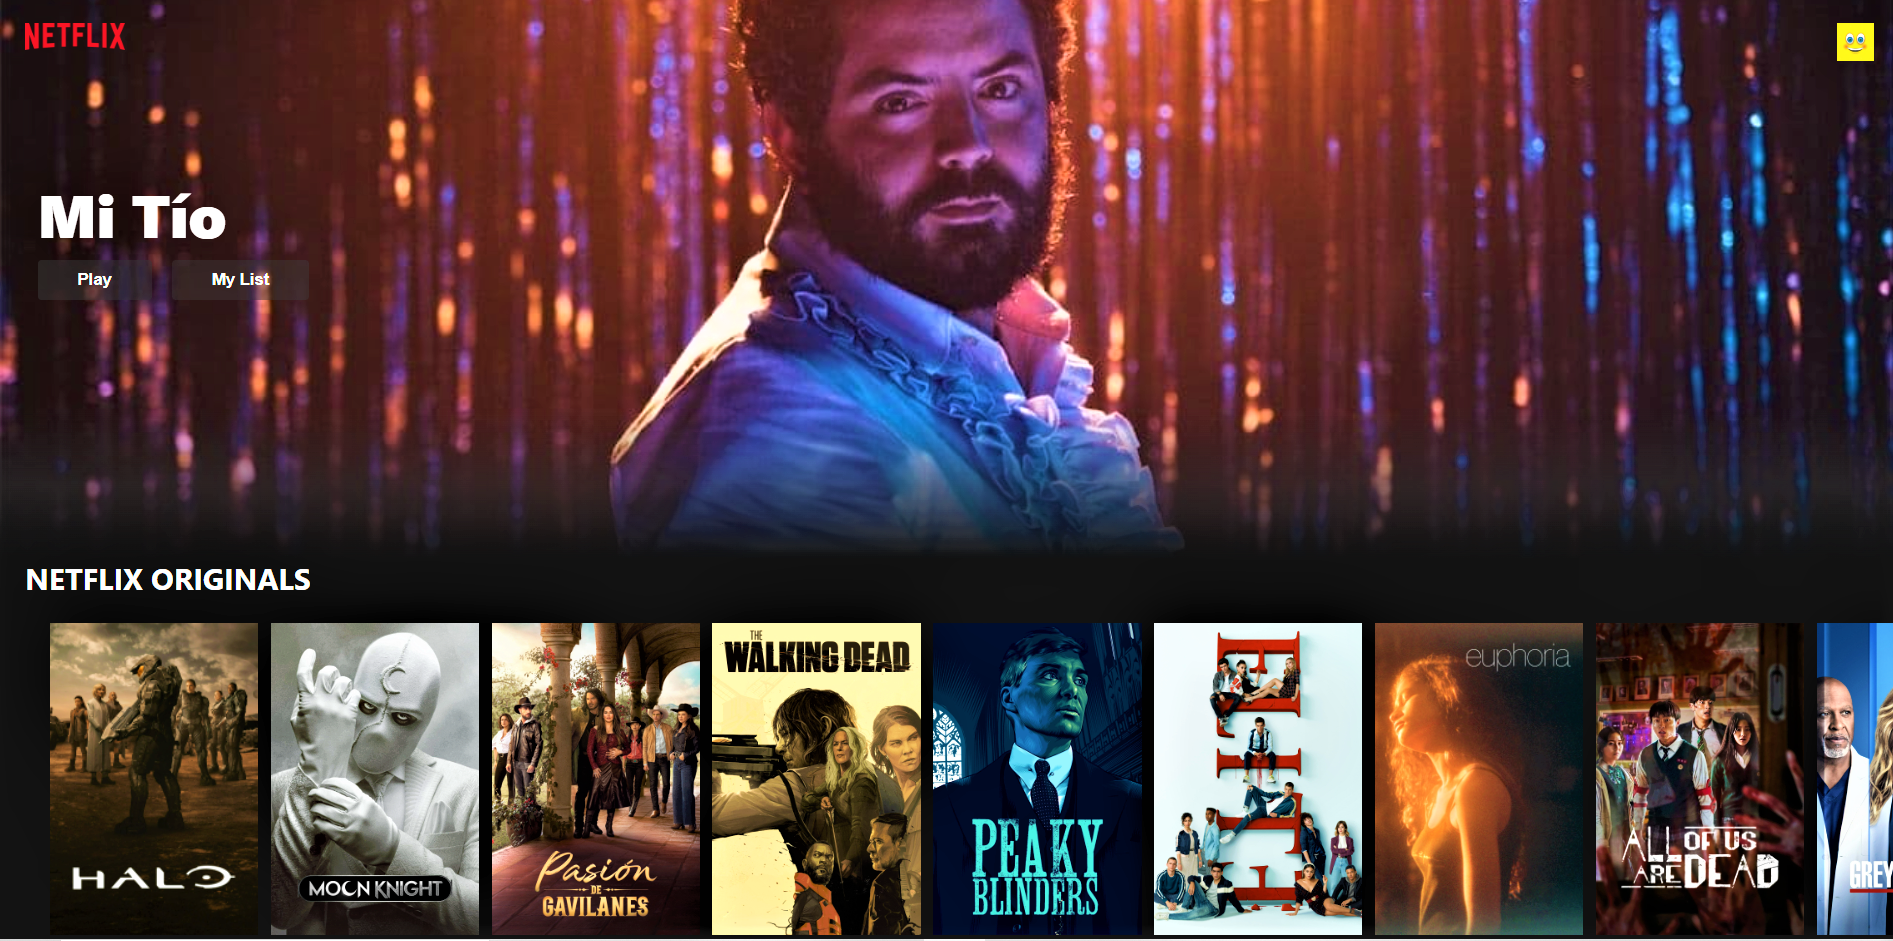 NETFLIX
Mi Tío
Play
My List
NETFLIX ORIGINALS
HALO
MOON KNIGHT
Pasión
DE
GAVILANES
THE
WALKING DEAD
PEAKY
BLINDERS
ELITE
euphoria
ALL OF US
ARE DEAD
GREY